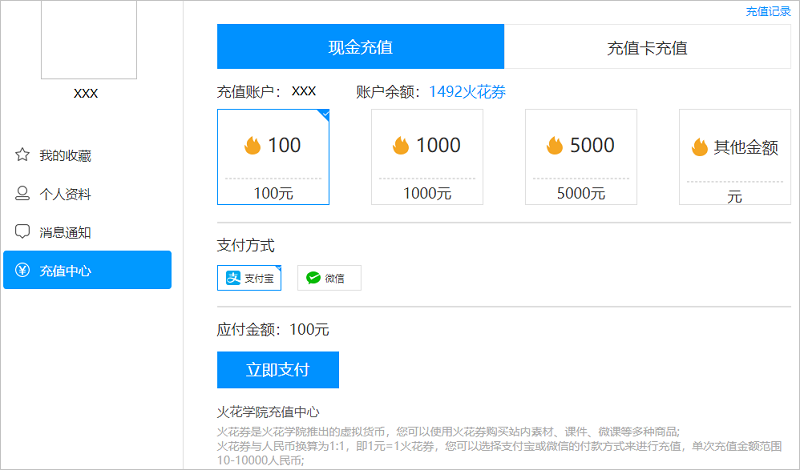 充值记录
现金充值
充值卡充值
XXX
充值账户： XXX
账户余额：1492火花券
100
1000
5000
其他金额
100元
1000元
5000元
元
我的收藏
个人资料
消息通知
充值中心
支付方式
支付宝
微信
应付金额：100元
立即支付
火花学院充值中心
火花券是火花学院推出的虚拟货币，您可以使用火花券购买站内素材、课件、微课等多种商品;
火花券与人民币换算为1:1，即1元=1火花券，您可以选择支付宝或微信的付款方式来进行充值，单次充值金额范围
10-10000人民币;